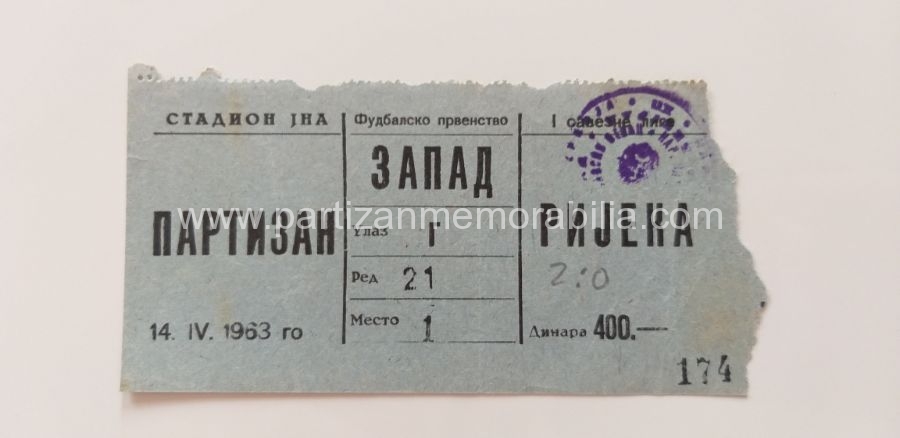 СТАДИОН ЈНА
Фудбалско првенство
I савезне лиге
ЗАПАД
ПАРТИЗАН
Улаз Г
РИЈЕКА
Ред 21
2:0
Место 1
14. IV. 1963 го
Динара 400.—
174
www.partizanmemorabilia.com